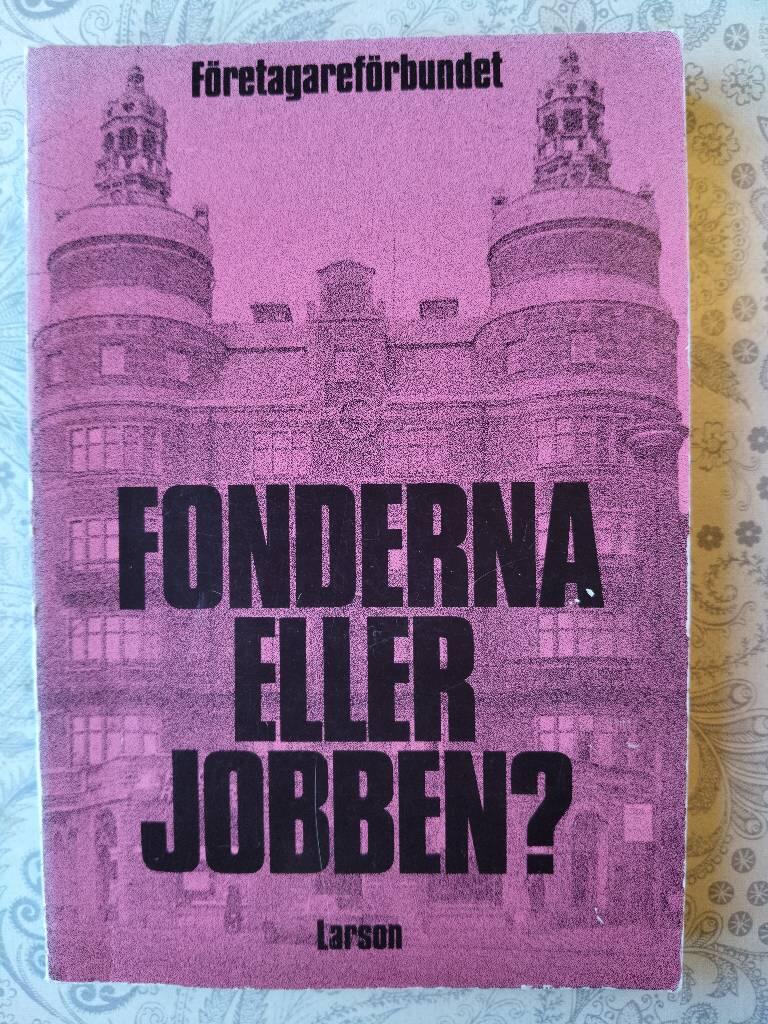 Företagareförbundet
FONDERNA
ELLER
JOBBEN?
Larson